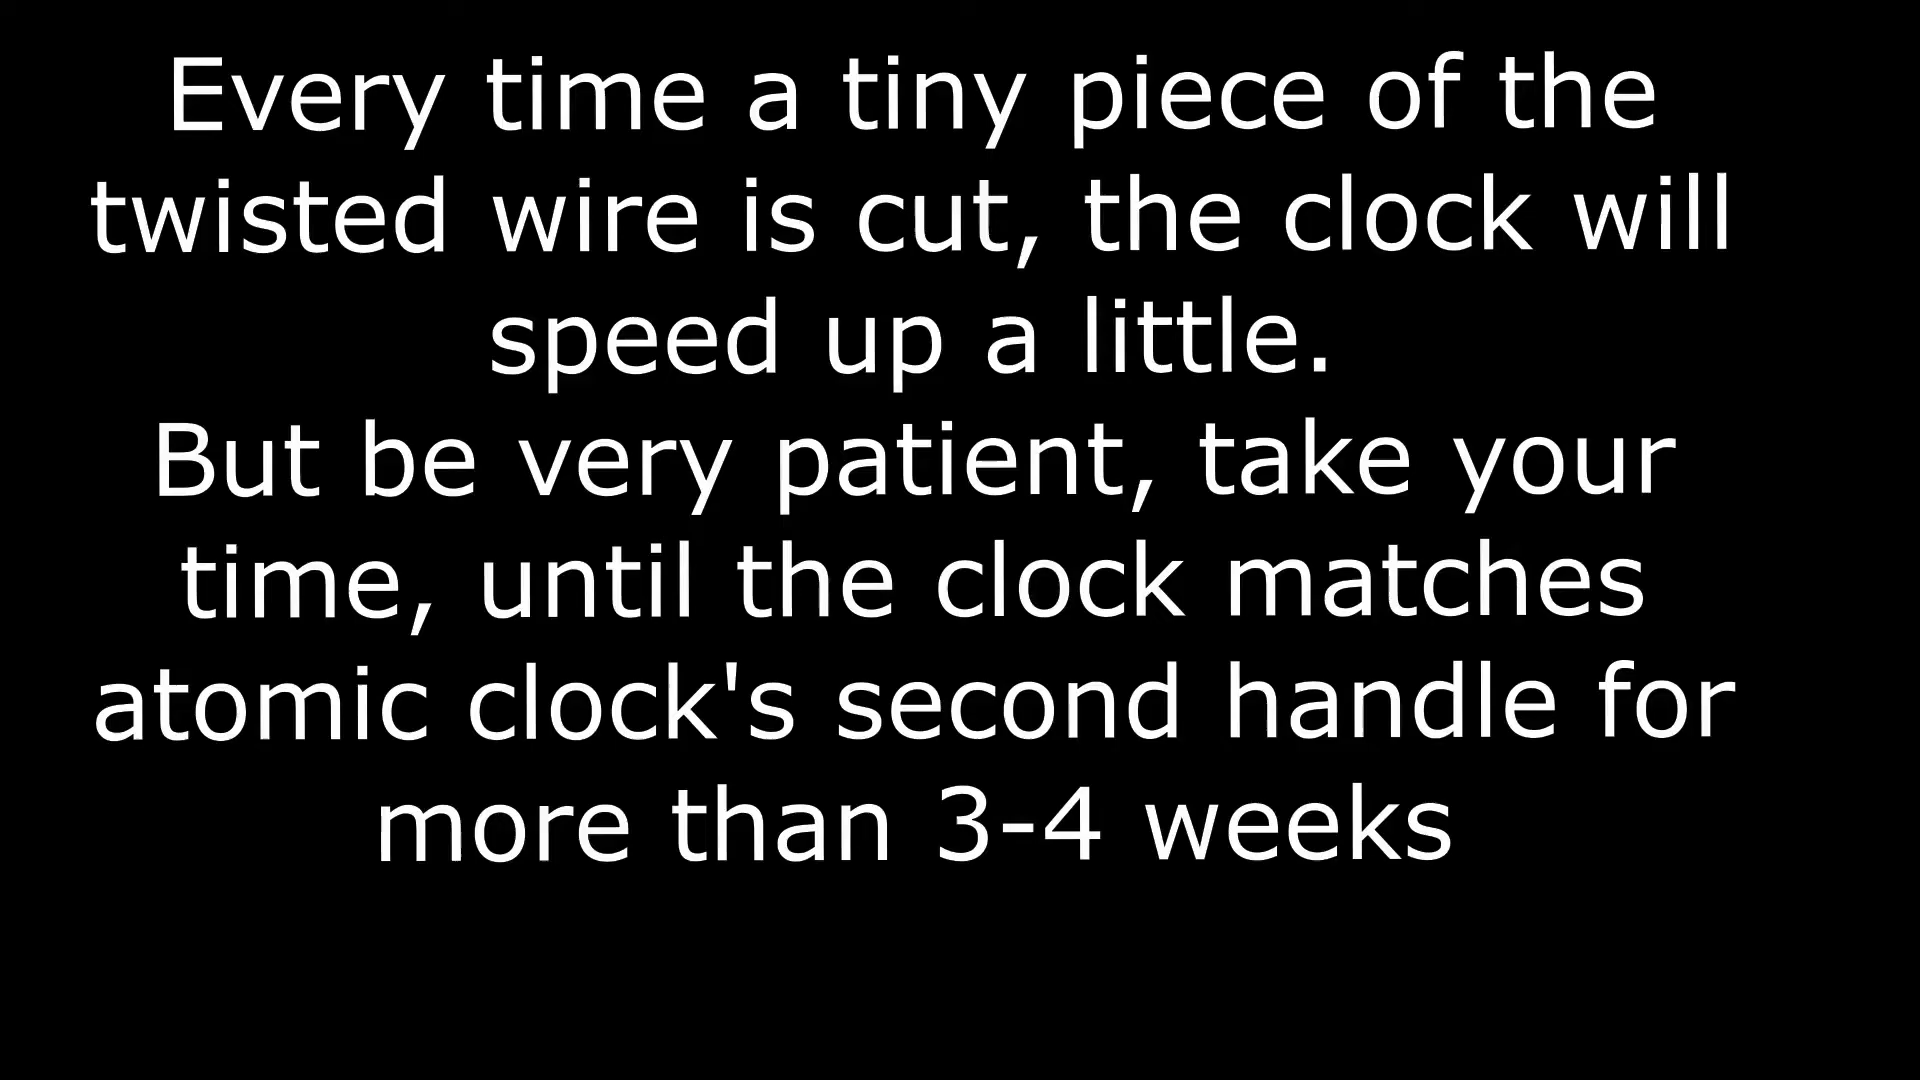 Every time a tiny piece of the
twisted wire is cut, the clock will
speed up a little.
But be very patient, take your
time, until the clock matches
atomic clock's second handle for
more than 3-4 weeks